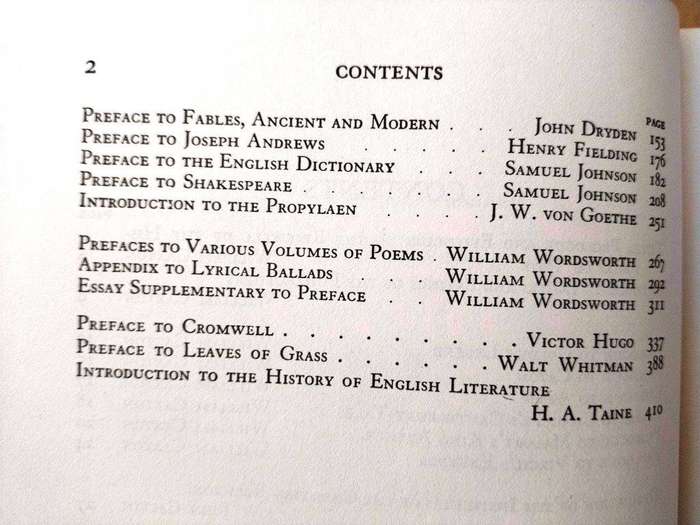 2
CONTENTS
PAGE
PREFACE TO FABLES, ANCIENT AND MODERN . . . JOHN DRYDEN 153
PREFACE TO JOSEPH ANDREWS . . . . . HENRY FIELDING 176
PREFACE TO THE ENGLISH DICTIONARY . . . SAMUEL JOHNSON 182
PREFACE TO SHAKESPEARE . . . . . . SAMUEL JOHNSON 208
INTRODUCTION TO THE PROPYLAEN . . . . J. W. VON GOETHE 251
PREFACES TO VARIOUS VOLUMES OF POEMS . WILLIAM WORDSWORTH 267
APPENDIX TO LYRICAL BALLADS . . . WILLIAM WORDSWORTH 292
ESSAY SUPPLEMENTARY TO PREFACE . . WILLIAM WORDSWORTH 311
PREFACE TO CROMWELL . . . . . . . . VICTOR HUGO 337
PREFACE TO LEAVES OF GRASS . . . . . . . WALT WHITMAN 388
INTRODUCTION TO THE HISTORY OF ENGLISH LITERATURE
H. A. TAINE 410